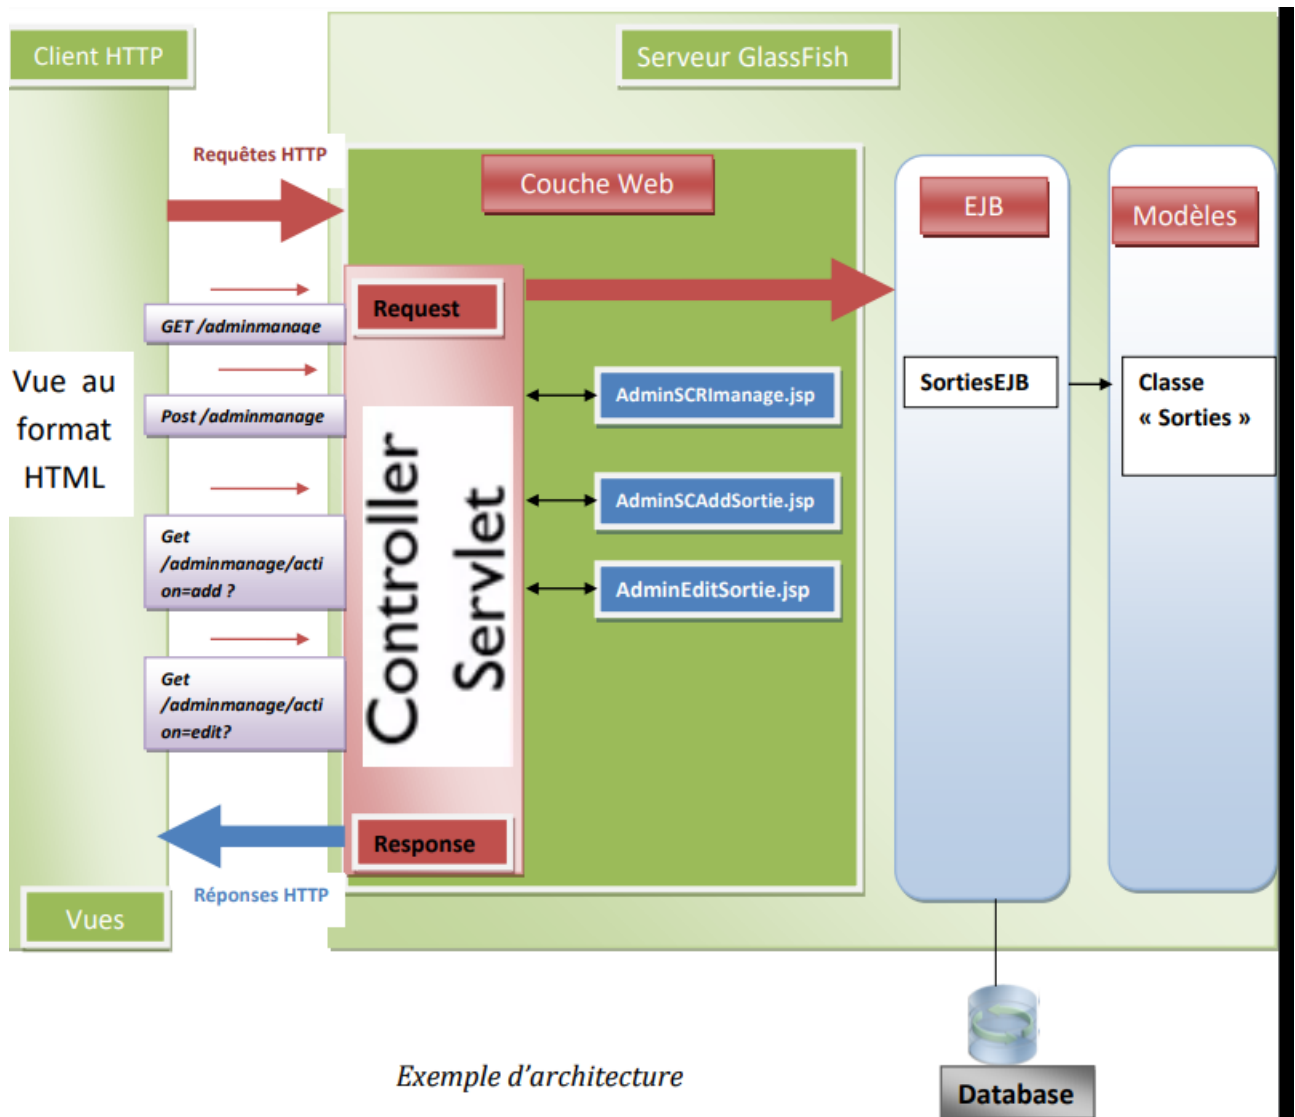 Client HTTP
Serveur GlassFish
Requêtes HTTP
Couche Web
EJB
Modèles
Request
GET /adminmanage
Vue au
format
HTML
Post /adminmanage
Get
/adminmanage/acti
on=add ?
Get
/adminmanage/acti
on=edit?
Controller
Servlet
AdminSCRImanage.jsp
AdminSCAddSortie.jsp
AdminEditSortie.jsp
SortiesEJB
Classe
« Sorties »
Response
Réponses HTTP
Vues
Exemple d'architecture
Database